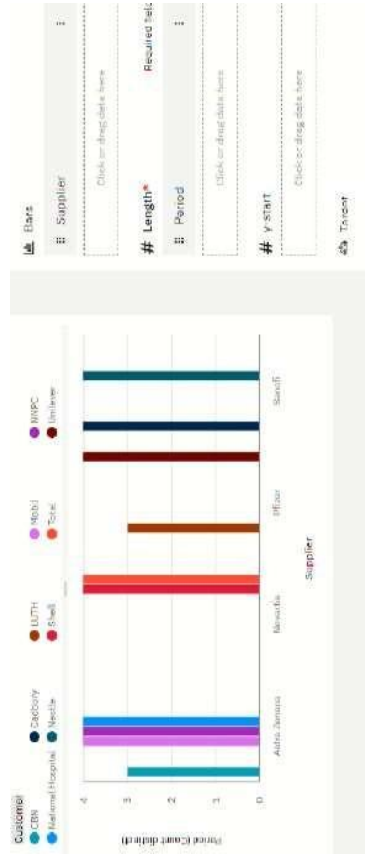 Customer
CBN
Cadbury
LUTH
Mobil
NNPC
National Hospital
Nestle
Shell
Total
Unilever
Period (Count distinct)
4
3
2
1
0
Astra Zeneca
Novartis
Pfizer
Sanofi
Supplier
Bars
Supplier
Click or drag data here
# Length*
Required field
Period
Click or drag data here
# y-start
Click or drag data here
Target